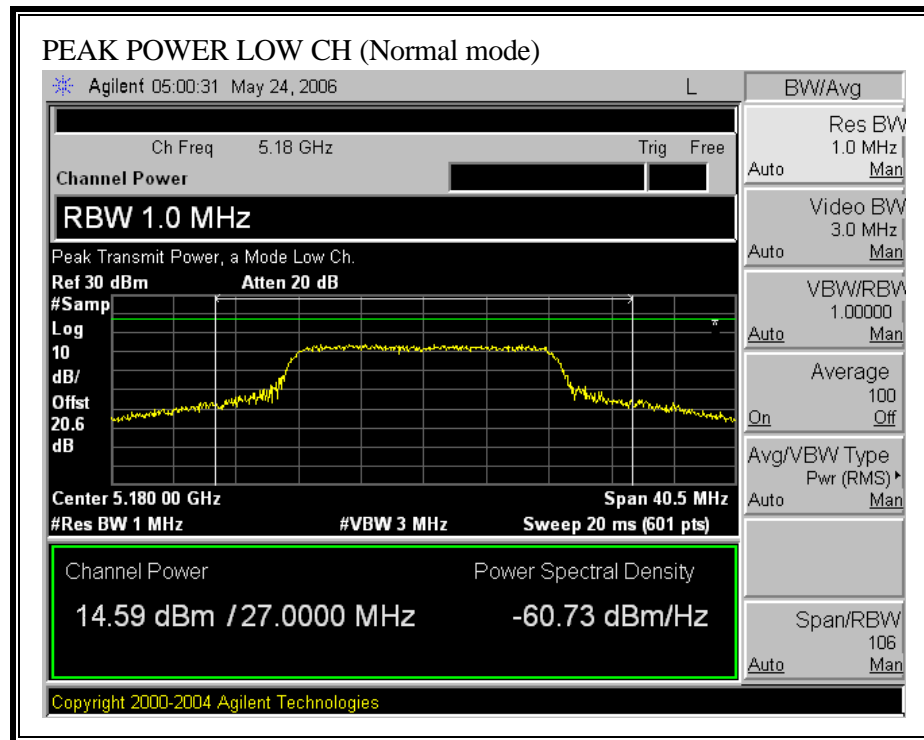 PEAK POWER LOW CH (Normal mode)
Agilent 05:00:31 May 24, 2006 L
Ch Freq 5.18 GHz Trig Free
Channel Power
RBW 1.0 MHz
Peak Transmit Power, a Mode Low Ch.
Ref 30 dBm Atten 20 dB
#Samp
Log
10
dB/
Offst
20.6
dB
Center 5.180 00 GHz Span 40.5 MHz
#Res BW 1 MHz #VBW 3 MHz Sweep 20 ms (601 pts)
Channel Power Power Spectral Density
14.59 dBm / 27.0000 MHz -60.73 dBm/Hz
Copyright 2000-2004 Agilent Technologies
BW/Avg
Res BW
1.0 MHz
Auto Man
Video BW
3.0 MHz
Auto Man
VBW/RBW
1.00000
Auto Man
Average
100
On Off
Avg/VBW Type
Pwr (RMS)
Auto Man
Span/RBW
106
Auto Man